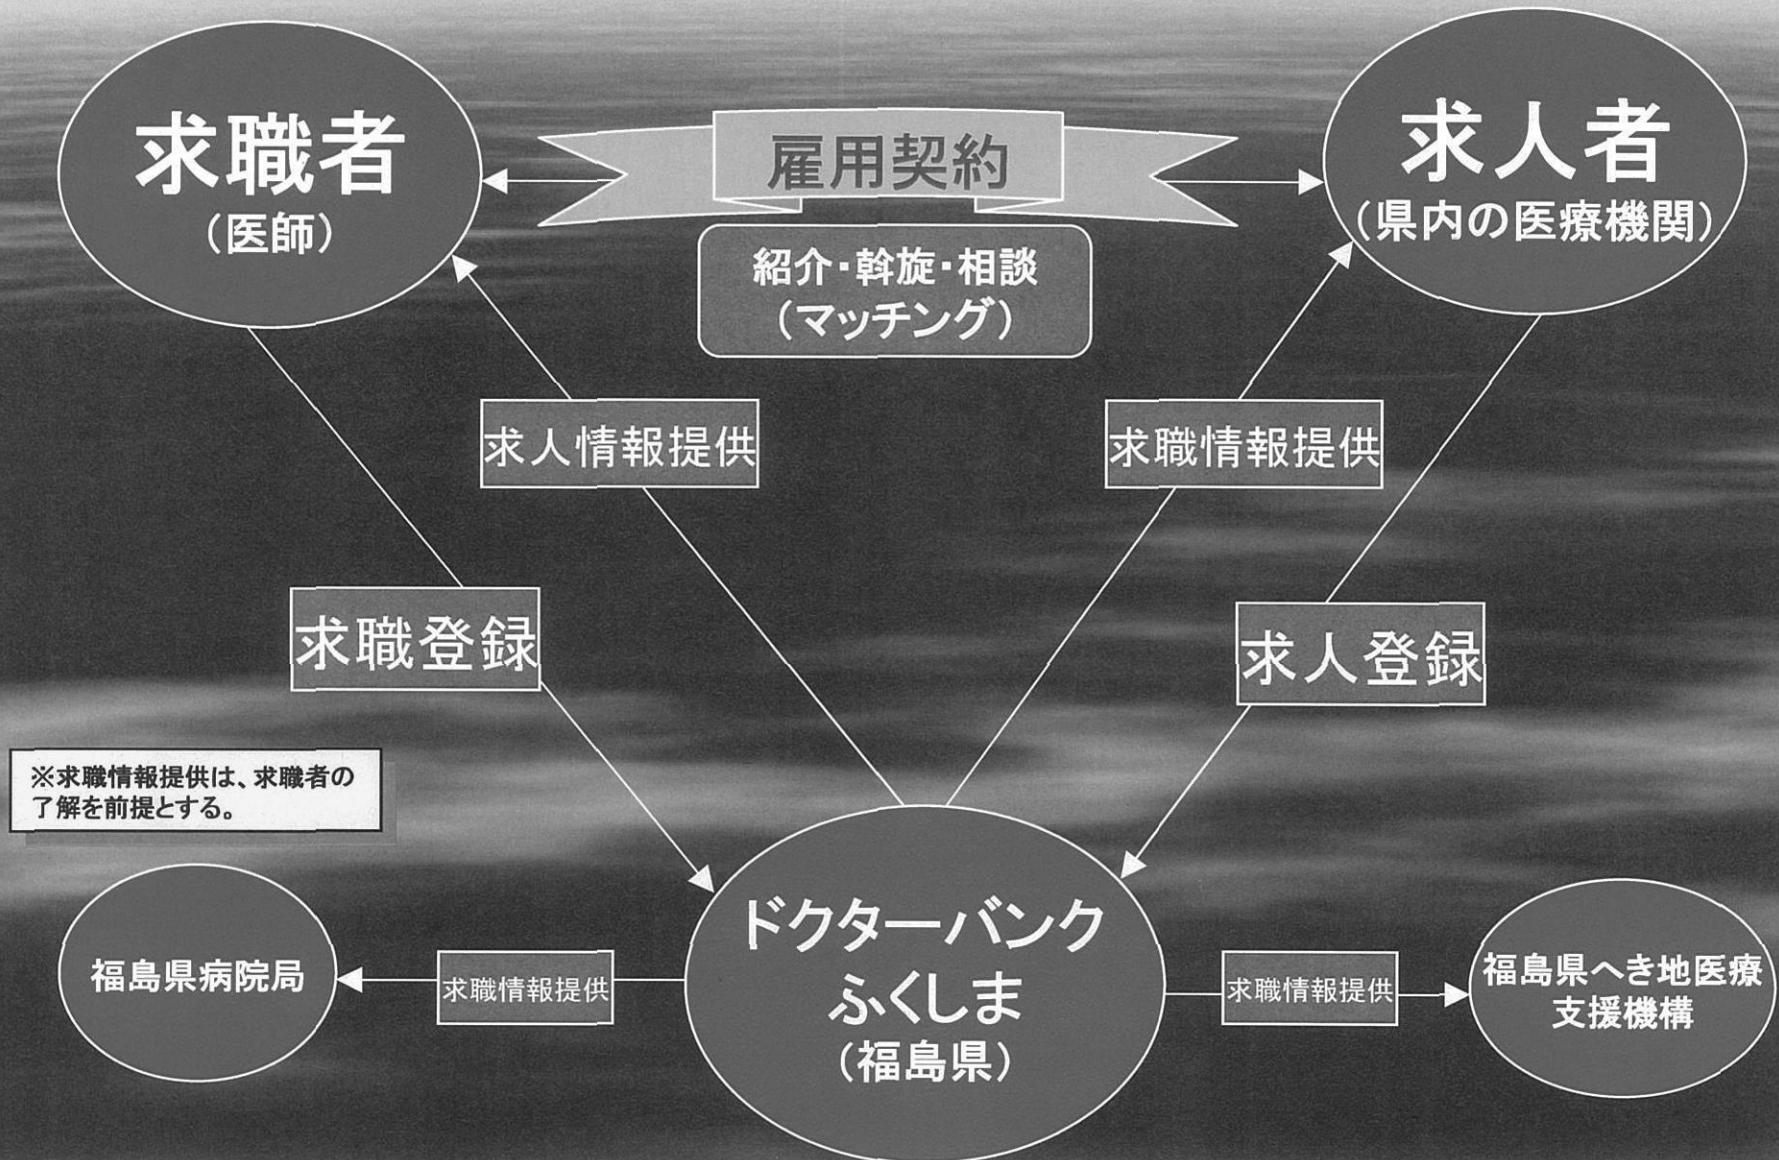 求職者
(医師)
雇用契約
求人者
(県内の医療機関)
紹介・斡旋・相談
(マッチング)
求人情報提供
求職情報提供
求職登録
求人登録
※求職情報提供は、求職者の
了解を前提とする。
福島県病院局
求職情報提供
ドクターバンク
ふくしま
(福島県)
求職情報提供
福島県へき地医療
支援機構